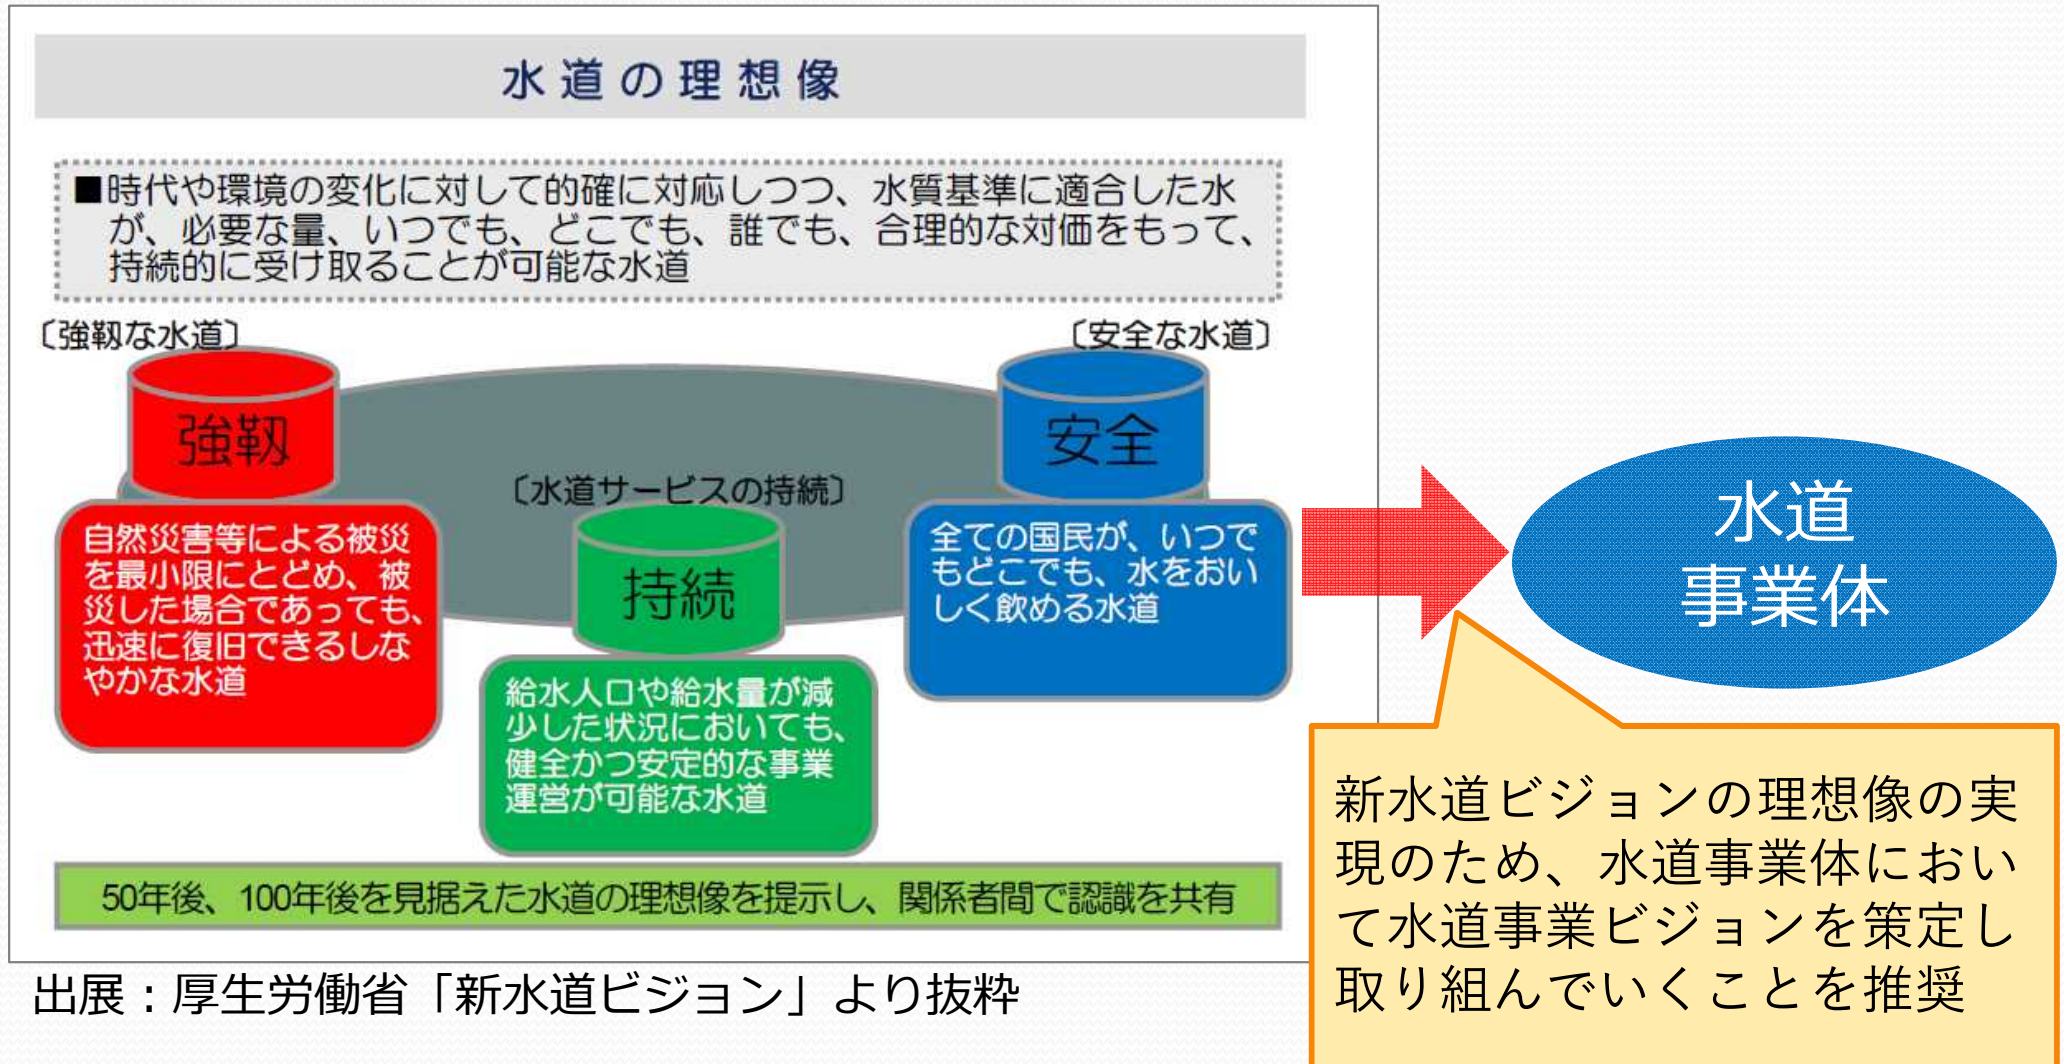 水道の理想像
■時代や環境の変化に対して的確に対応しつつ、水質基準に適合した水
が、必要な量、いつでも、どこでも、誰でも、合理的な対価をもって、
持続的に受け取ることが可能な水道
〔強靱な水道〕
〔安全な水道〕
強靱
安全
〔水道サービスの持続〕
持続
自然災害等による被災
を最小限にとどめ、被
災した場合であっても、
迅速に復旧できるしな
やかな水道
給水人口や給水量が減
少した状況においても、
健全かつ安定的な事業
運営が可能な水道
全ての国民が、いつで
もどこでも、水をおい
しく飲める水道
50年後、100年後を見据えた水道の理想像を提示し、関係者間で認識を共有
出展：厚生労働省「新水道ビジョン」より抜粋
水道
事業体
新水道ビジョンの理想像の実
現のため、水道事業体におい
て水道事業ビジョンを策定し
取り組んでいくことを推奨